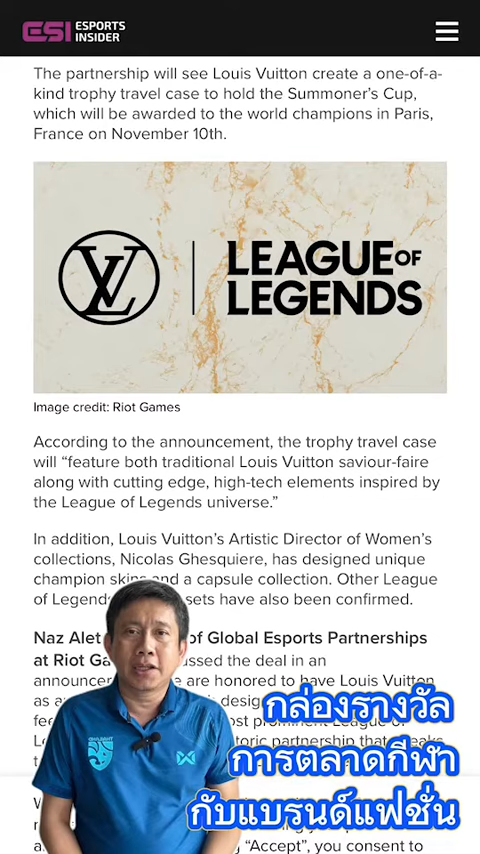 ESI ESPORTS
INSIDER
The partnership will see Louis Vuitton create a one-of-a-
kind trophy travel case to hold the Summoner’s Cup,
which will be awarded to the world champions in Paris,
France on November 10th.
LV | LEAGUE OF
LEGENDS
Image credit: Riot Games
According to the announcement, the trophy travel case
will “feature both traditional Louis Vuitton saviour-faire
along with cutting edge, high-tech elements inspired by
the League of Legends universe.”
In addition, Louis Vuitton’s Artistic Director of Women’s
collections, Nicolas Ghesquiere, has designed unique
champion skins and a capsule collection. Other League
of Legends sets have also been confirmed.
Naz Alet of Global Esports Partnerships
at Riot Ga ussed the deal in an
announcer e are honored to have Louis Vuitton
as a desig
fe ost prominent League of
L toric partnership that
กล่องรางวัล
การตลาดกีฬา
กับแบรนด์แฟชั่น
“Accept”, you consent to